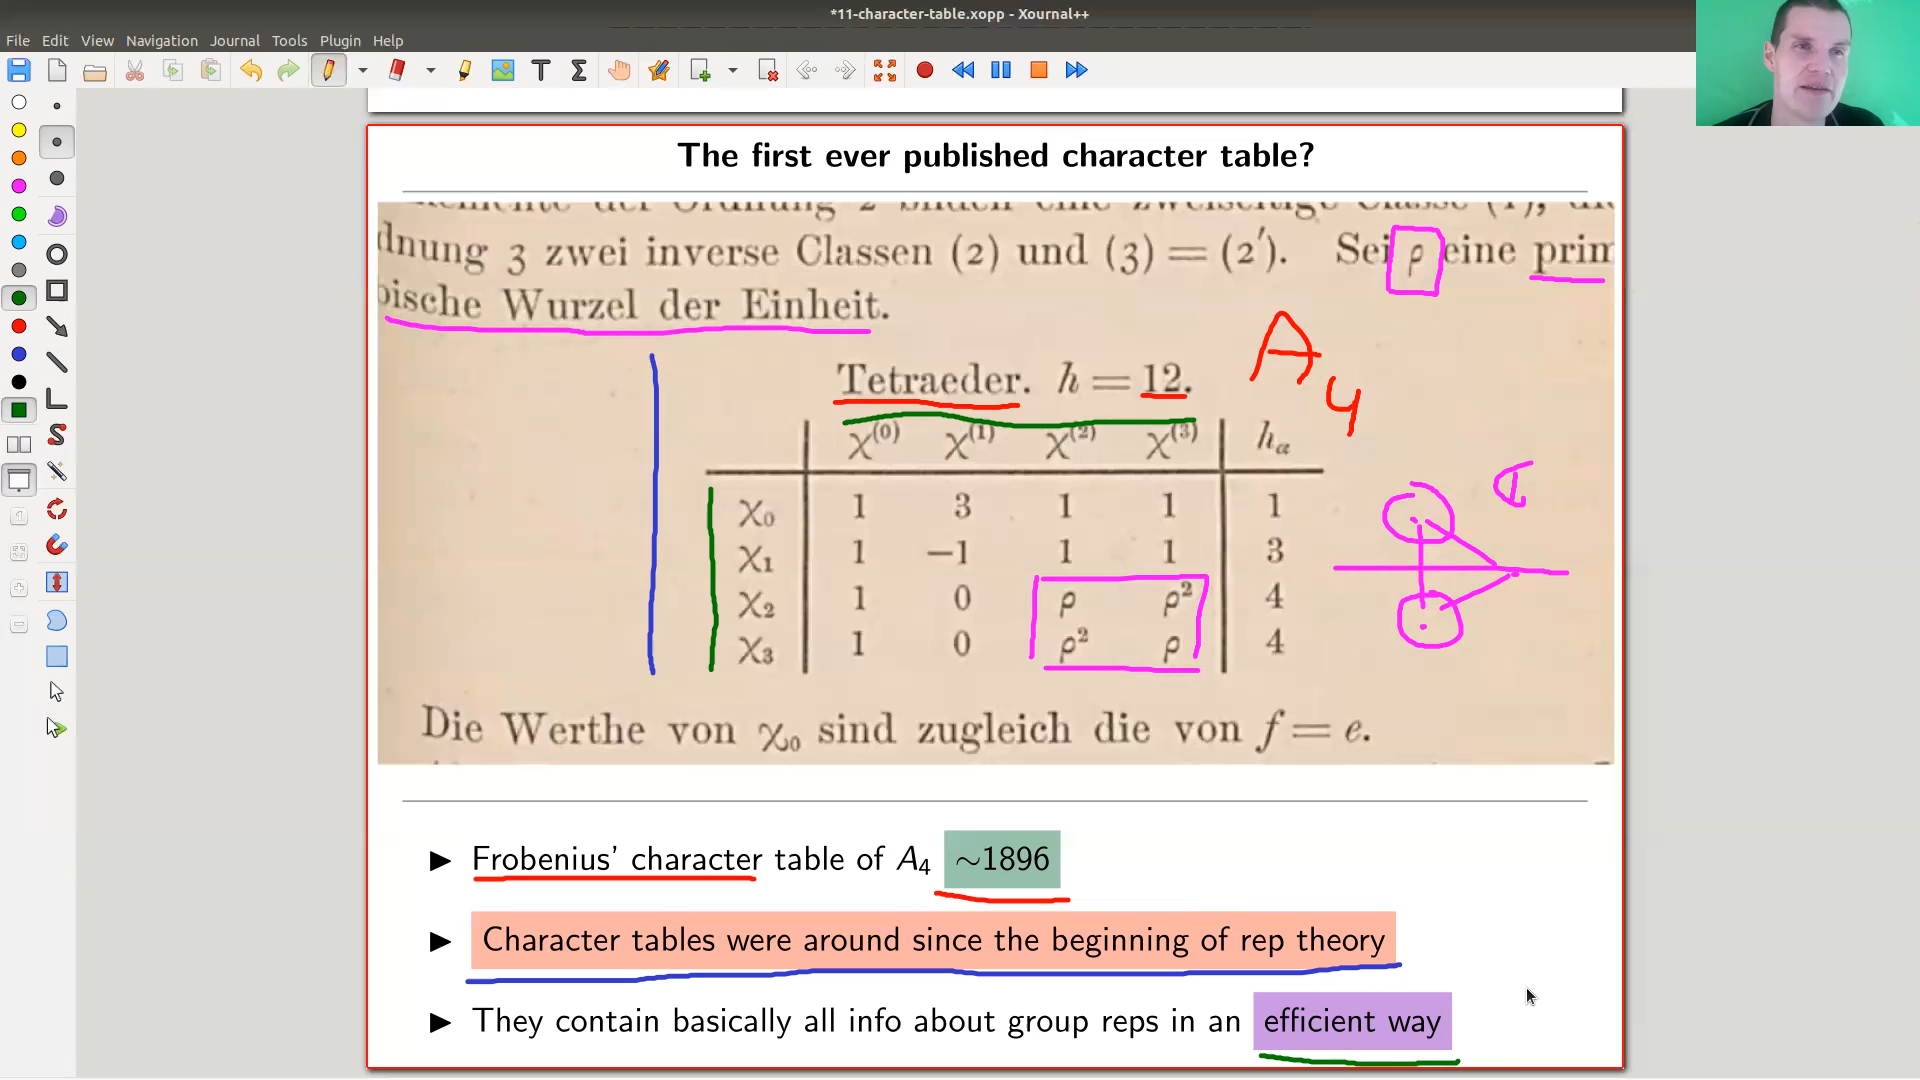 *11-character-table.xopp - Xournal++
File Edit View Navigation Journal Tools Plugin Help
The first ever published character table?
dnung 3 zwei inverse Classen (2) und (3) = (2′). Sei ρ eine prim
bische Wurzel der Einheit.
Tetraeder. h = 12.
A₄
χ⁽⁰⁾ χ⁽¹⁾ χ⁽²⁾ χ⁽³⁾ hα
χ₀ 1 3 1 1 1
χ₁ 1 −1 1 1 3
χ₂ 1 0 ρ ρ² 4
χ₃ 1 0 ρ² ρ 4
Die Werthe von χ₀ sind zugleich die von f = e.
▶ Frobenius’ character table of A₄ ∼1896
▶ Character tables were around since the beginning of rep theory
▶ They contain basically all info about group reps in an efficient way